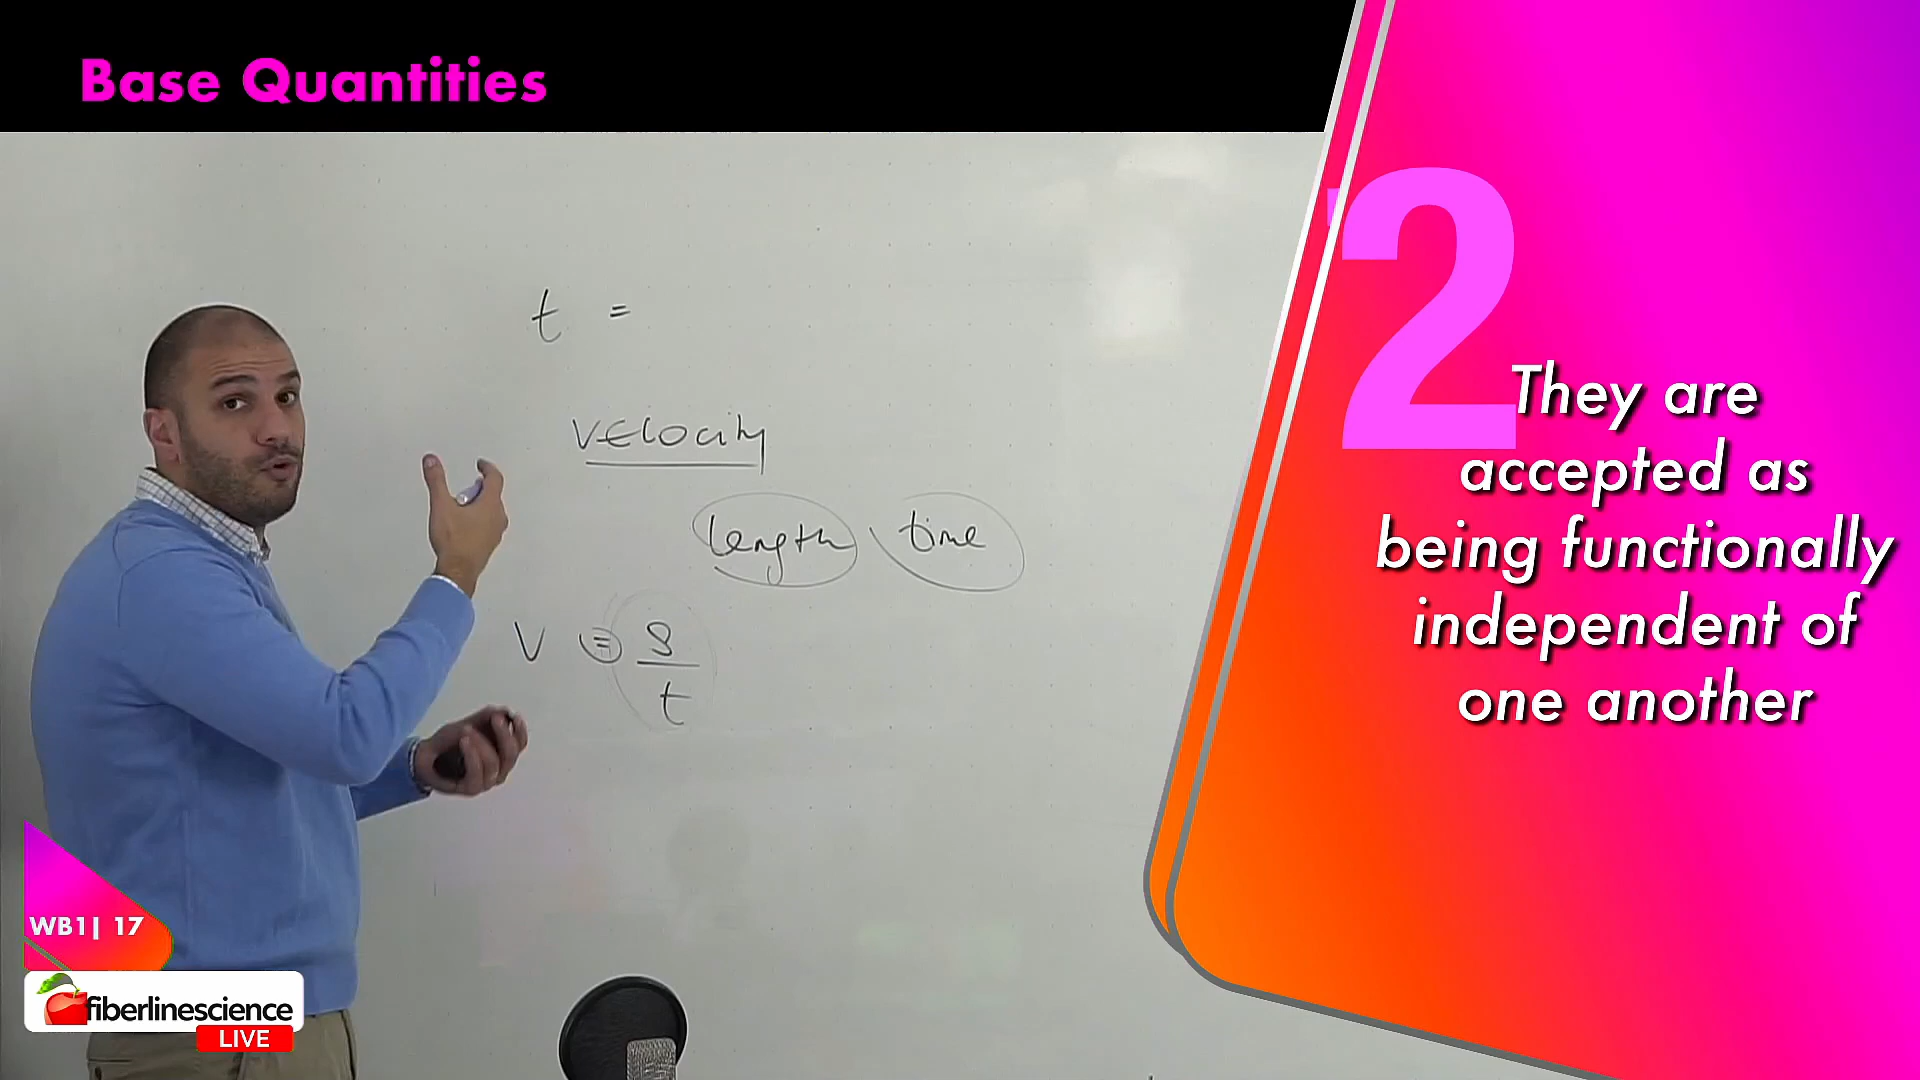 Base Quantities
2
They are
accepted as
being functionally
independent of
one another
t =
velocity
length time
V = s
t
WB1| 17
fiberlinescience
LIVE